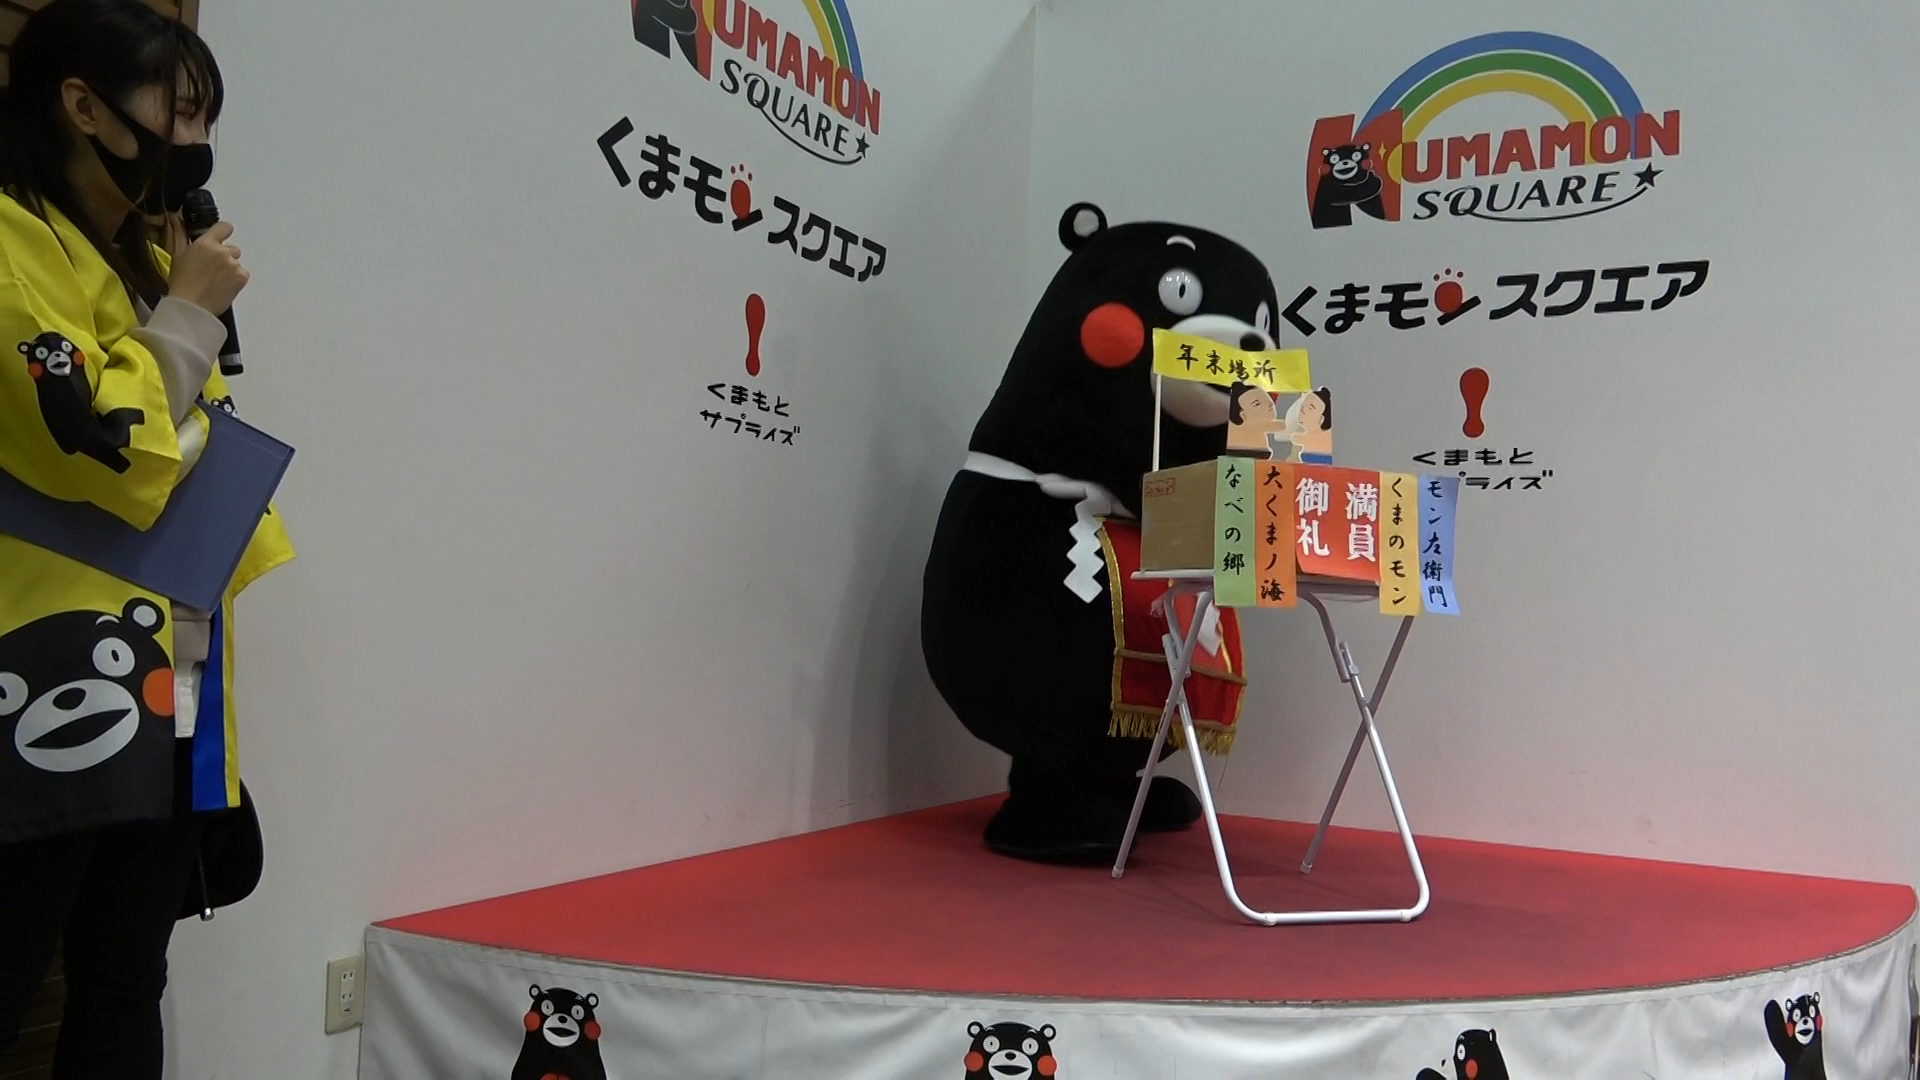 KUMAMON
SQUARE
くまモンスクエア
くまもと
サプライズ
KUMAMON
SQUARE
くまモンスクエア
くまもと
プライズ
年末場所
モン左衛門
くまのモン
満員
御礼
大くまノ海
なべの郷